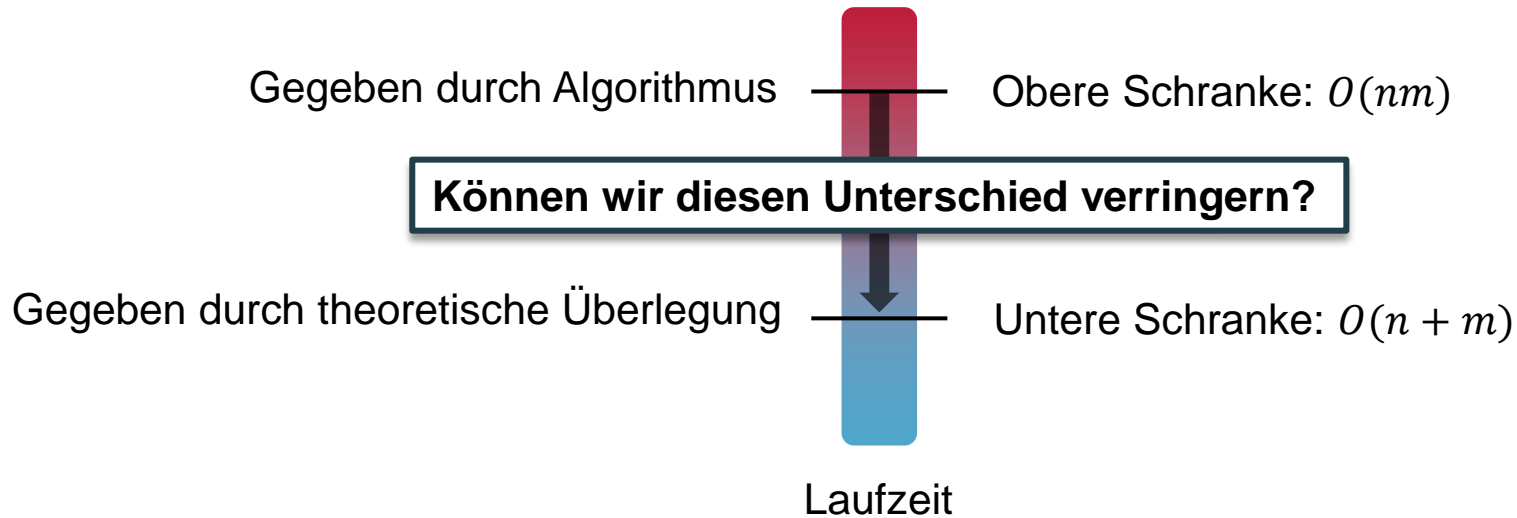 Gegeben durch Algorithmus
Obere Schranke: O(nm)
Können wir diesen Unterschied verringern?
Gegeben durch theoretische Überlegung
Untere Schranke: O(n + m)
Laufzeit